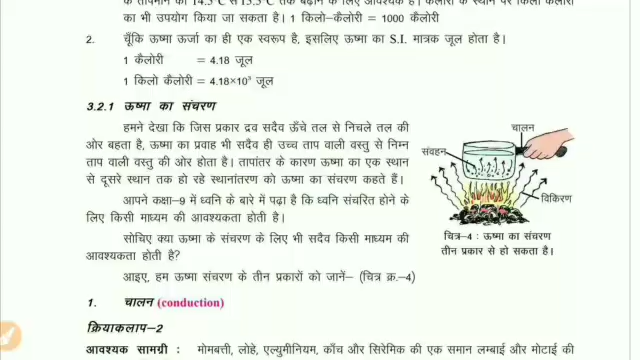 के तापमान को 14.5°C से 15.5°C तक बढ़ाने के लिए आवश्यक है। कैलोरी के स्थान पर किलो कैलोरी
का भी उपयोग किया जा सकता है। 1 किलो–कैलोरी = 1000 कैलोरी
2. चूँकि ऊष्मा ऊर्जा का ही एक स्वरूप है, इसलिए ऊष्मा का S.I. मात्रक जूल होता है।
1 कैलोरी = 4.18 जूल
1 किलो कैलोरी = 4.18×10³ जूल
3.2.1 ऊष्मा का संचरण
हमने देखा कि जिस प्रकार द्रव सदैव ऊँचे तल से निचले तल की
ओर बहता है, ऊष्मा का प्रवाह भी सदैव ही उच्च ताप वाली वस्तु से निम्न
ताप वाली वस्तु की ओर होता है। तापांतर के कारण ऊष्मा का एक स्थान
से दूसरे स्थान तक हो रहे स्थानांतरण को ऊष्मा का संचरण कहते हैं।
आपने कक्षा–9 में ध्वनि के बारे में पढ़ा है कि ध्वनि संचरित होने के
लिए किसी माध्यम की आवश्यकता होती है।
सोचिए क्या ऊष्मा के संचरण के लिए भी सदैव किसी माध्यम की
आवश्यकता होती है?
आइए, हम ऊष्मा संचरण के तीन प्रकारों को जानें– (चित्र क्र.–4)
चालन
संवहन
विकिरण
चित्र–4 : ऊष्मा का संचरण
तीन प्रकार से हो सकता है।
1. चालन (conduction)
क्रियाकलाप–2
आवश्यक सामग्री : मोमबत्ती, लोहे, एल्युमीनियम, काँच और सिरेमिक की एक समान लम्बाई और मोटाई की